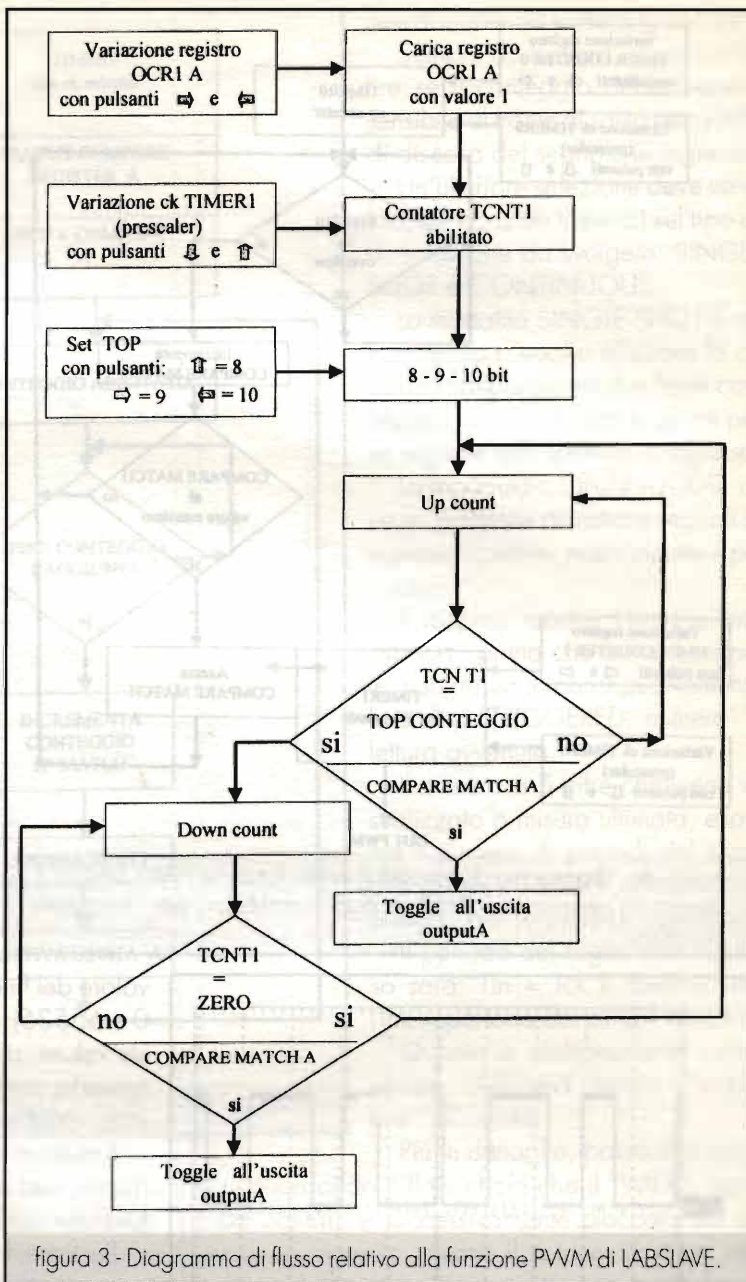 Variazione registro
OCR1 A
con pulsanti ⇨ e ⇦
Carica registro
OCR1 A
con valore 1
Variazione ck TIMER1
(prescaler)
con pulsanti ⇩ e ⇧
Contatore TCNT1
abilitato
Set TOP
con pulsanti: ⇧ = 8
⇨ = 9 ⇦ = 10
8 - 9 - 10 bit
Up count
TCN T1
=
TOP CONTEGGIO
si no
COMPARE MATCH A
si
Down count
Toggle all'uscita
outputA
TCNT1
=
ZERO
no si
COMPARE MATCH A
si
Toggle all'uscita
outputA
figura 3 - Diagramma di flusso relativo alla funzione PWM di LABSLAVE.